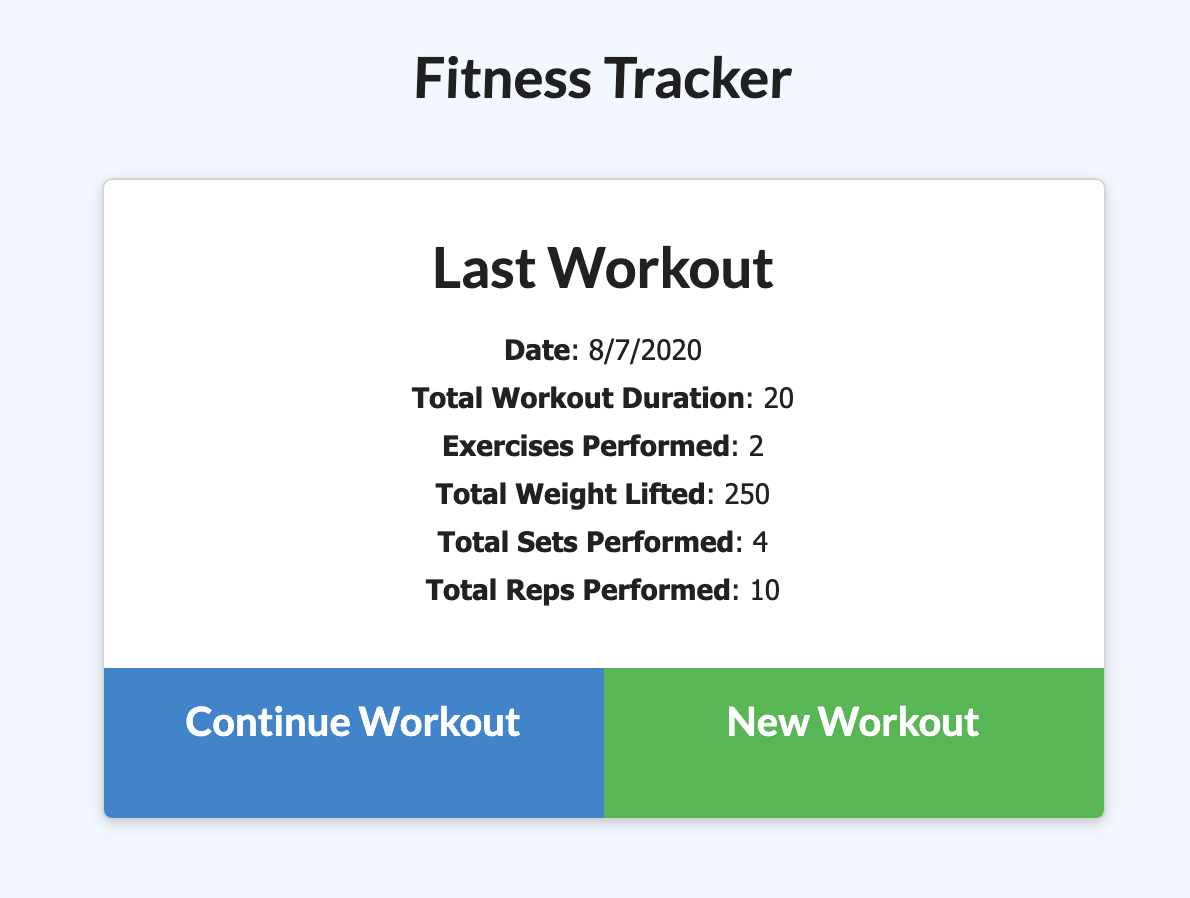 Fitness Tracker
Last Workout
Date: 8/7/2020
Total Workout Duration: 20
Exercises Performed: 2
Total Weight Lifted: 250
Total Sets Performed: 4
Total Reps Performed: 10
Continue Workout
New Workout